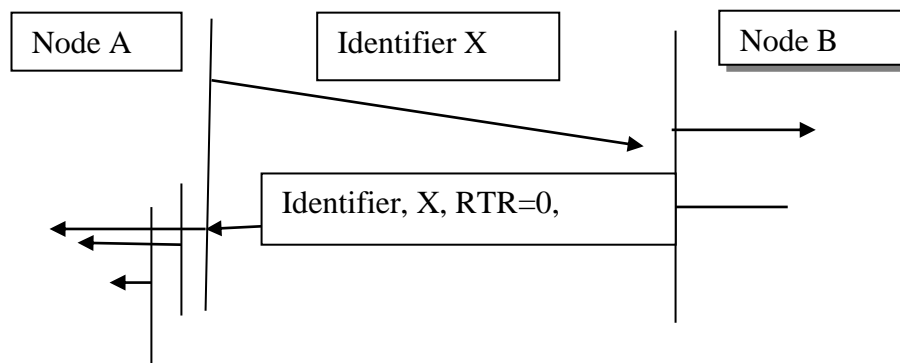 Node A
Identifier X
Node B
Identifier, X, RTR=0,